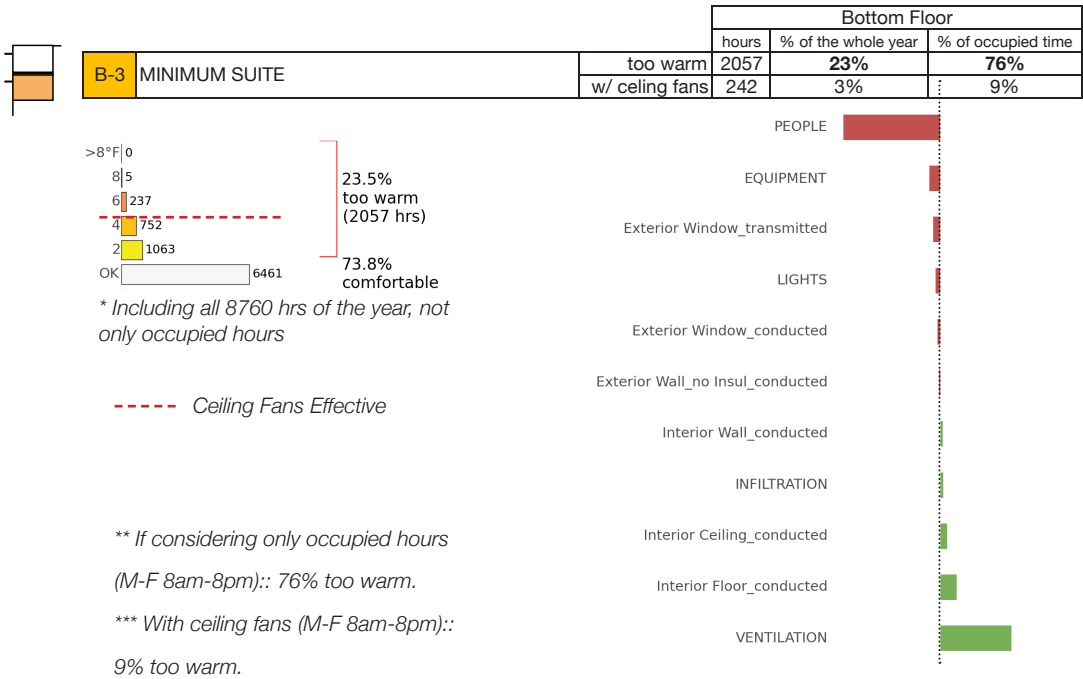 Bottom Floor
hours % of the whole year % of occupied time
B-3 MINIMUM SUITE too warm 2057 23% 76%
w/ celing fans 242 3% 9%
>8°F 0
8 5
6 237
4 752
2 1063
OK 6461
23.5%
too warm
(2057 hrs)
73.8%
comfortable
* Including all 8760 hrs of the year, not
only occupied hours
Ceiling Fans Effective
** If considering only occupied hours
(M-F 8am-8pm):: 76% too warm.
*** With ceiling fans (M-F 8am-8pm)::
9% too warm.
PEOPLE
EQUIPMENT
Exterior Window_transmitted
LIGHTS
Exterior Window_conducted
Exterior Wall_no Insul_conducted
Interior Wall_conducted
INFILTRATION
Interior Ceiling_conducted
Interior Floor_conducted
VENTILATION